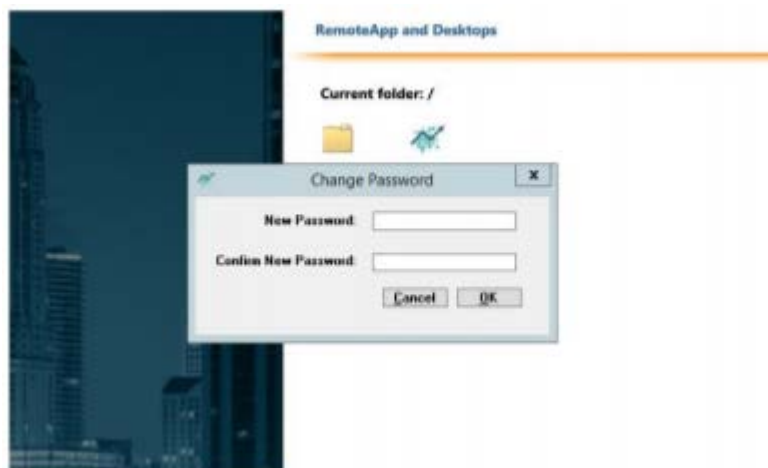 RemoteApp and Desktops
Current folder: /
Change Password
x
New Password:
Confirm New Password:
Cancel OK